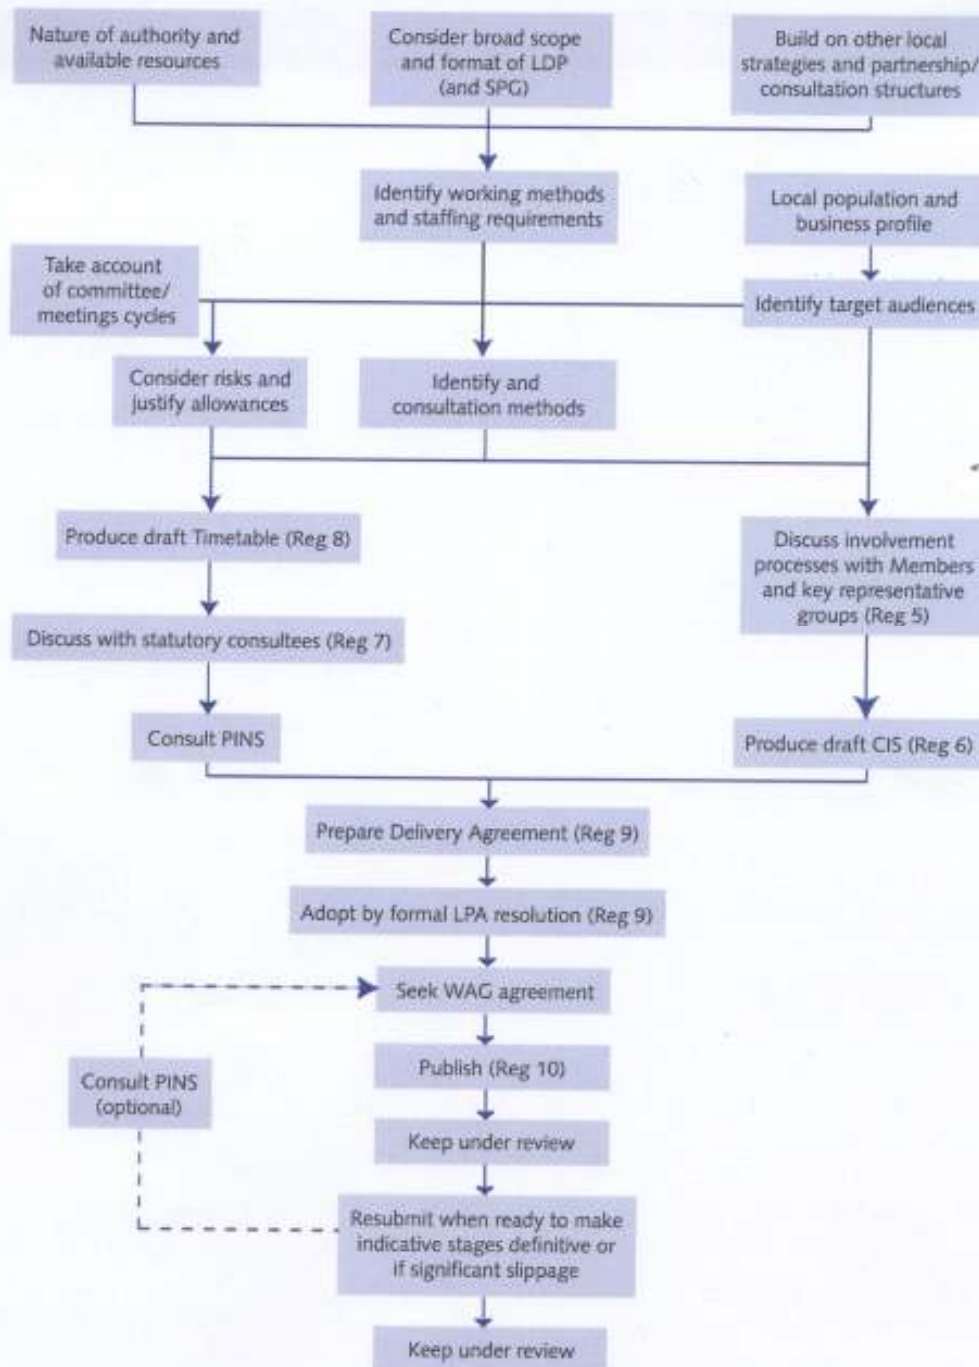 Nature of authority and
available resources
Consider broad scope
and format of LDP
(and SPG)
Build on other local
strategies and partnership/
consultation structures
Identify working methods
and staffing requirements
Local population and
business profile
Take account
of committee/
meetings cycles
Identify target audiences
Consider risks and
justify allowances
Identify and
consultation methods
Produce draft Timetable (Reg 8)
Discuss involvement
processes with Members
and key representative
groups (Reg 5)
Discuss with statutory consultees (Reg 7)
Consult PINS
Produce draft CIS (Reg 6)
Prepare Delivery Agreement (Reg 9)
Adopt by formal LPA resolution (Reg 9)
Seek WAG agreement
Publish (Reg 10)
Consult PINS
(optional)
Keep under review
Resubmit when ready to make
indicative stages definitive or
if significant slippage
Keep under review